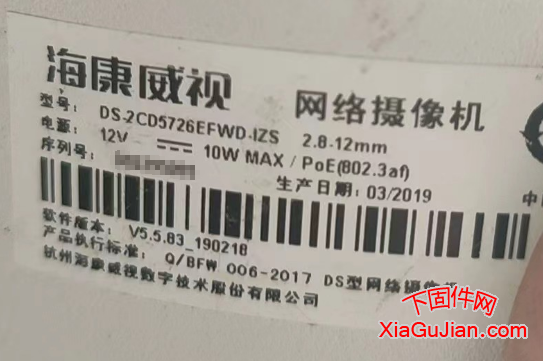 海康威视 网络摄像机
型号: DS-2CD5726EFWD-IZS 2.8-12mm
电源: 12V ⎓ 10W MAX / PoE(802.3af)
序列号:
生产日期: 03/2019
软件版本: V5.5.83_190218
产品执行标准: Q/BFW 006-2017 DS型网络摄像机
杭州海康威视数字技术股份有限公司
下固件网
XiaGuJian.com